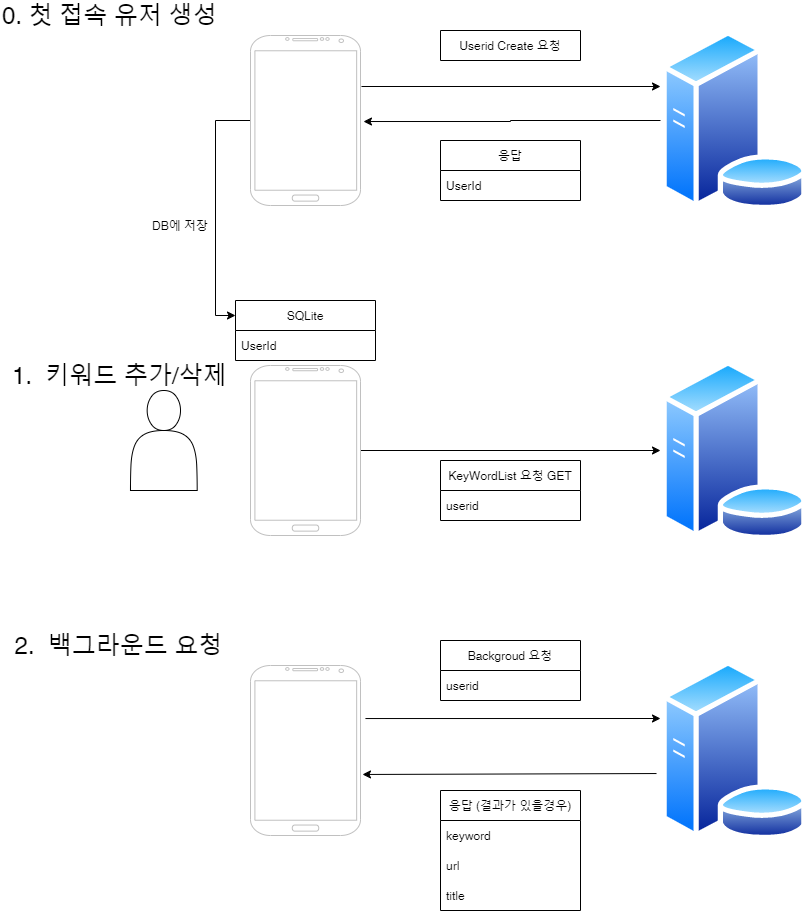 0. 첫 접속 유저 생성
Userid Create 요청
응답
UserId
DB에 저장
SQLite
UserId
1. 키워드 추가/삭제
KeyWordList 요청 GET
userid
2. 백그라운드 요청
Backgroud 요청
userid
응답 (결과가 있을경우)
keyword
url
title